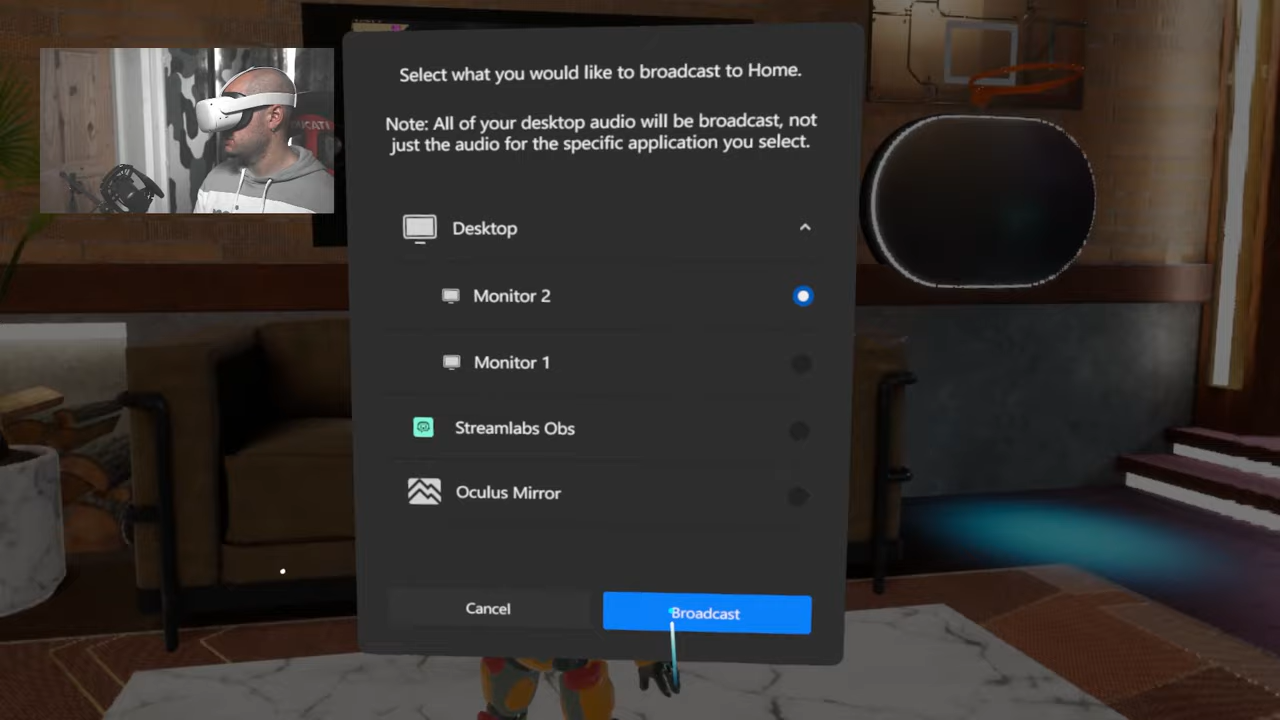 Select what you would like to broadcast to Home.
Note: All of your desktop audio will be broadcast, not
just the audio for the specific application you select.
Desktop
Monitor 2
Monitor 1
Streamlabs Obs
Oculus Mirror
Cancel
Broadcast